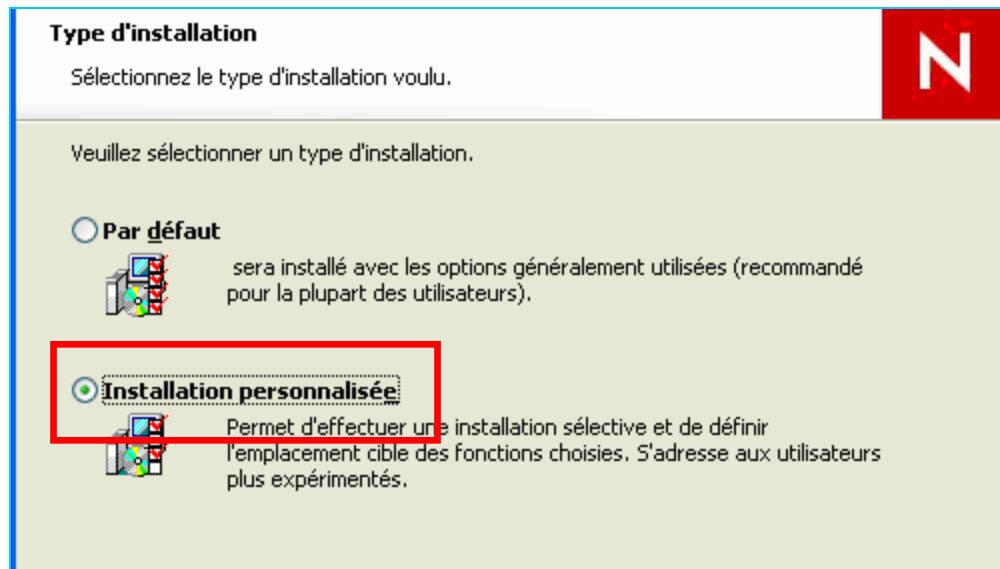 Type d'installation
Sélectionnez le type d'installation voulu.
N
Veuillez sélectionner un type d'installation.
Par défaut
sera installé avec les options généralement utilisées (recommandé
pour la plupart des utilisateurs).
Installation personnalisée
Permet d'effectuer une installation sélective et de définir
l'emplacement cible des fonctions choisies. S'adresse aux utilisateurs
plus expérimentés.